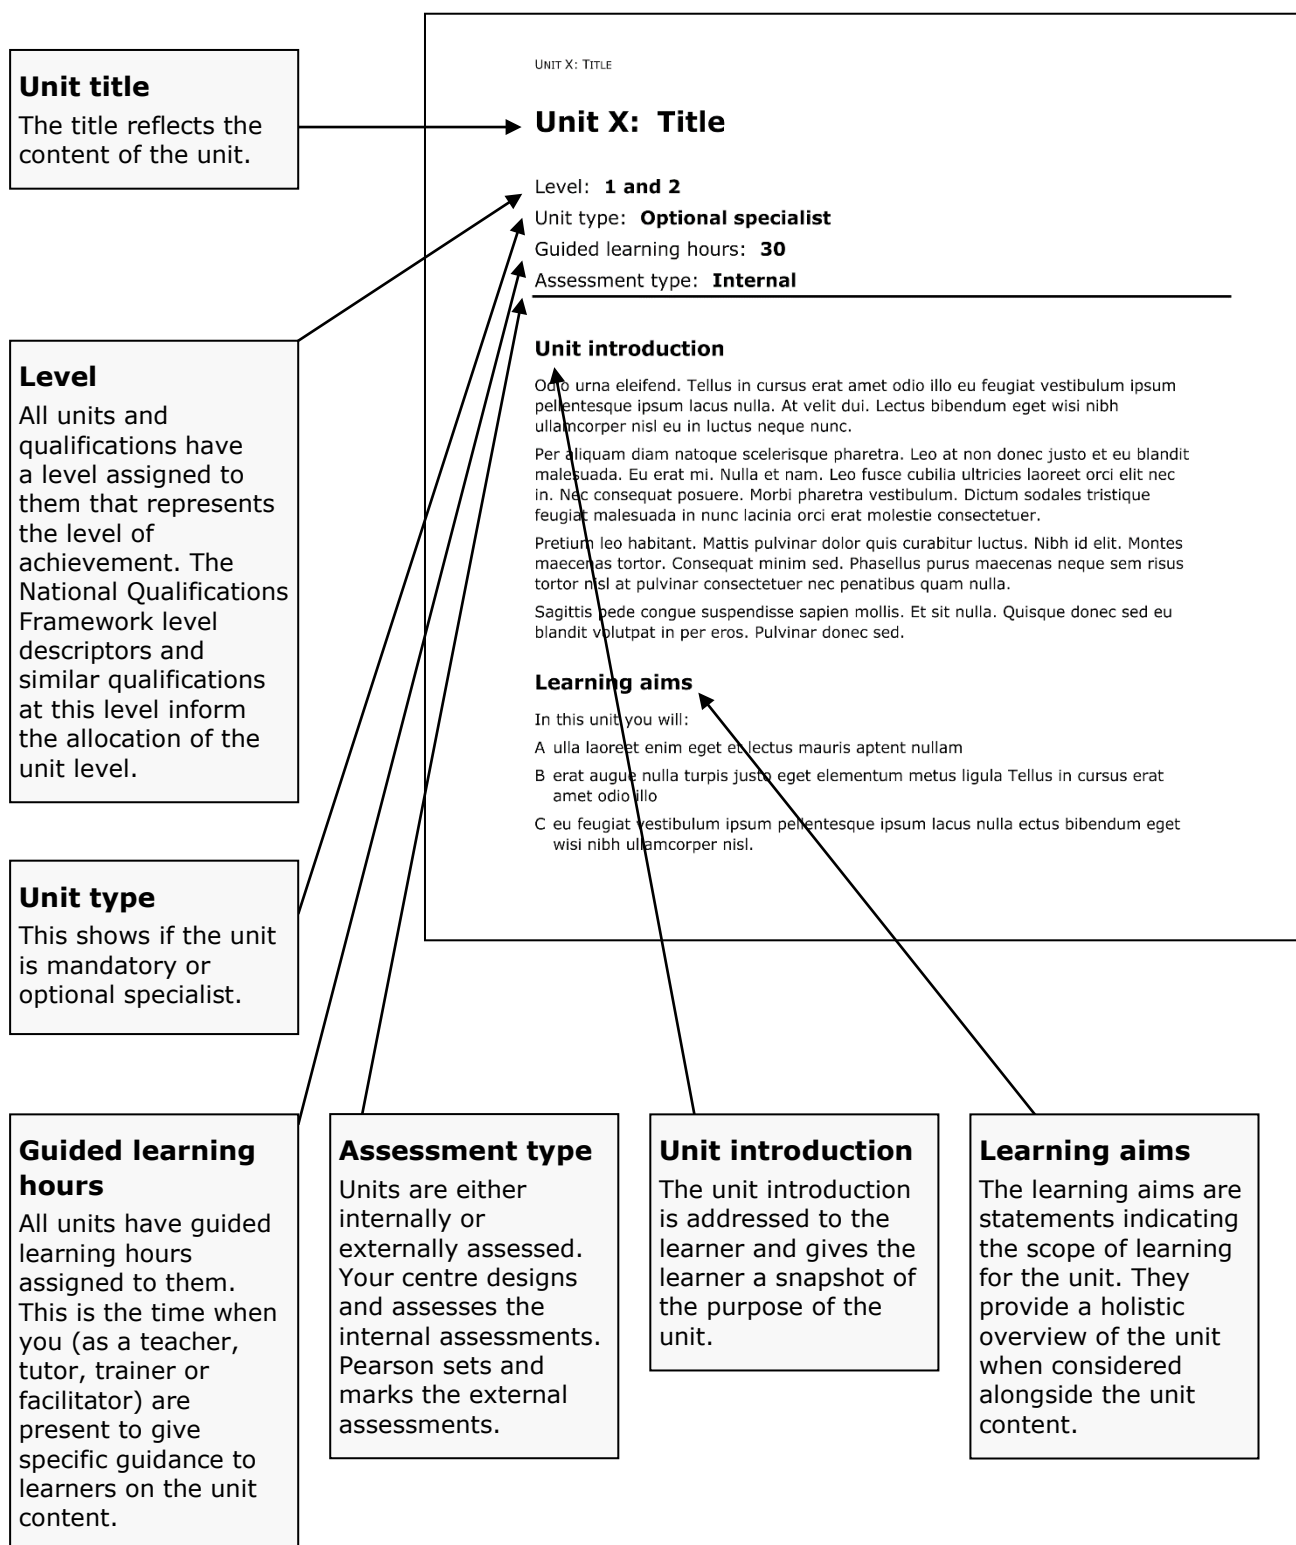 Unit title
The title reflects the
content of the unit.
UNIT X: TITLE
Unit X: Title
Level: 1 and 2
Unit type: Optional specialist
Guided learning hours: 30
Assessment type: Internal
Unit introduction
Odio urna eleifend. Tellus in cursus erat amet odio illo eu feugiat vestibulum ipsum
pellentesque ipsum lacus nulla. At velit dui. Lectus bibendum eget wisi nibh
ullamcorper nisl eu in luctus neque nunc.
Per aliquam diam natoque scelerisque pharetra. Leo at non donec justo et eu blandit
malesuada. Eu erat mi. Nulla et nam. Leo fusce cubilia ultricies laoreet orci elit nec
in. Nec consequat posuere. Morbi pharetra vestibulum. Dictum sodales tristique
feugiat malesuada in nunc lacinia orci erat molestie consectetuer.
Pretium leo habitant. Mattis pulvinar dolor quis curabitur luctus. Nibh id elit. Montes
maecenas tortor. Consequat minim sed. Phasellus purus maecenas neque sem risus
tortor nisl at pulvinar consectetuer nec penatibus quam nulla.
Sagittis pede congue suspendisse sapien mollis. Et sit nulla. Quisque donec sed eu
blandit volutpat in per eros. Pulvinar donec sed.
Learning aims
In this unit you will:
A ulla laoreet enim eget et lectus mauris aptent nullam
B erat augue nulla turpis justo eget elementum metus ligula Tellus in cursus erat
amet odio illo
C eu feugiat vestibulum ipsum pellentesque ipsum lacus nulla ectus bibendum eget
wisi nibh ullamcorper nisl.
Level
All units and
qualifications have
a level assigned to
them that represents
the level of
achievement. The
National Qualifications
Framework level
descriptors and
similar qualifications
at this level inform
the allocation of the
unit level.
Unit type
This shows if the unit
is mandatory or
optional specialist.
Guided learning
hours
All units have guided
learning hours
assigned to them.
This is the time when
you (as a teacher,
tutor, trainer or
facilitator) are
present to give
specific guidance to
learners on the unit
content.
Assessment type
Units are either
internally or
externally assessed.
Your centre designs
and assesses the
internal assessments.
Pearson sets and
marks the external
assessments.
Unit introduction
The unit introduction
is addressed to the
learner and gives the
learner a snapshot of
the purpose of the
unit.
Learning aims
The learning aims are
statements indicating
the scope of learning
for the unit. They
provide a holistic
overview of the unit
when considered
alongside the unit
content.